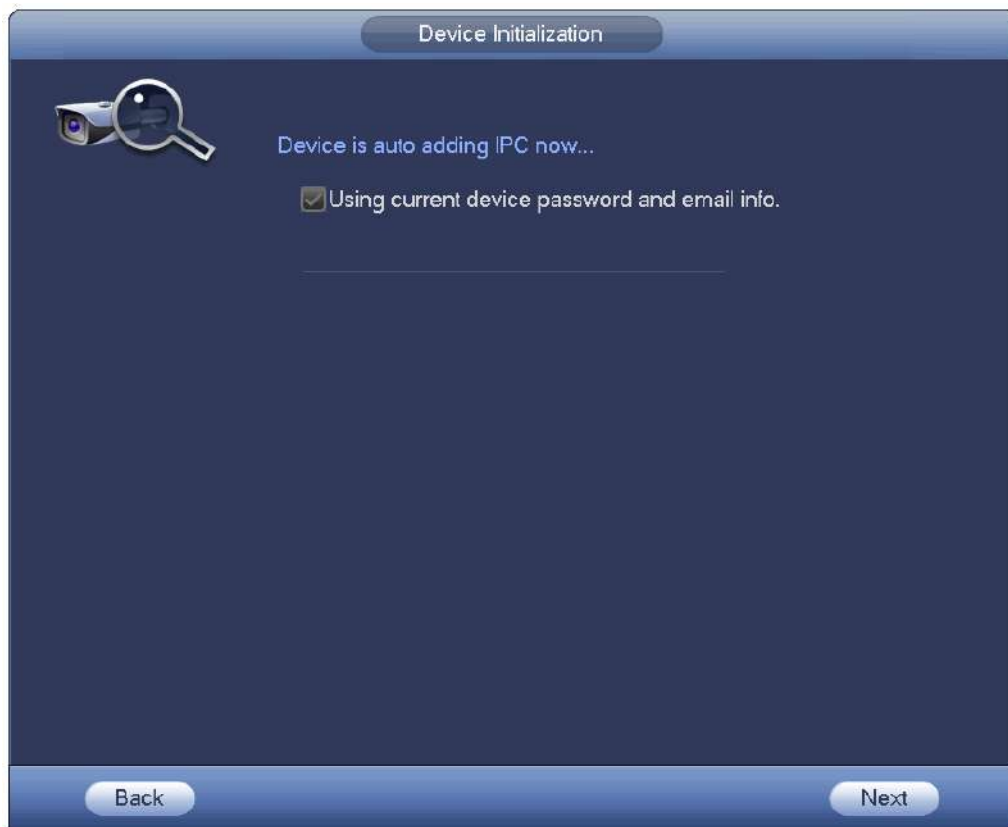 Device Initialization
Device is auto adding IPC now...
Using current device password and email info.
Back
Next